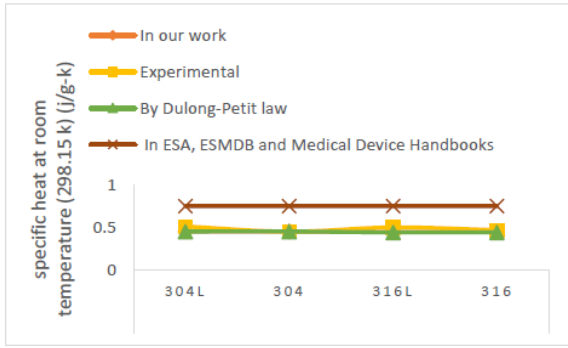 In our work
Experimental
By Dulong-Petit law
In ESA, ESMDB and Medical Device Handbooks
specific heat at room
temperature (298.15 k) (j/g-k)
1
0.5
0
304L 304 316L 316